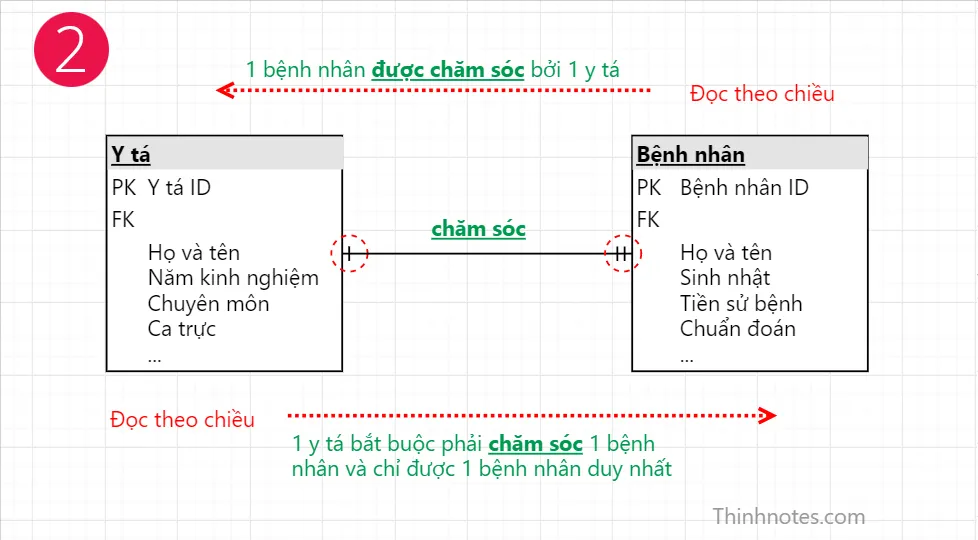 2
1 bệnh nhân được chăm sóc bởi 1 y tá
Đọc theo chiều
Y tá
PK Y tá ID
FK
Họ và tên
Năm kinh nghiệm
Chuyên môn
Ca trực
...
chăm sóc
Bệnh nhân
PK Bệnh nhân ID
FK
Họ và tên
Sinh nhật
Tiền sử bệnh
Chuẩn đoán
...
Đọc theo chiều
1 y tá bắt buộc phải chăm sóc 1 bệnh
nhân và chỉ được 1 bệnh nhân duy nhất
Thinhnotes.com